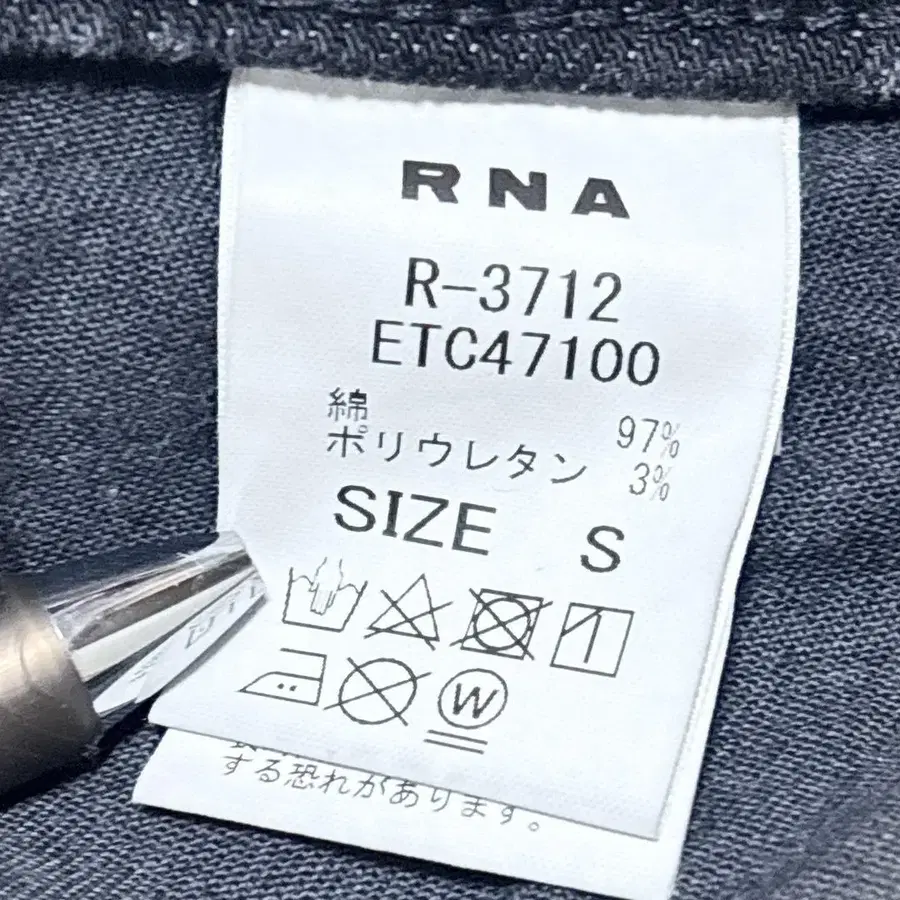 RNA
R-3712
ETC47100
綿 97%
ポリウレタン 3%
SIZE S
W
する恐れがあります。